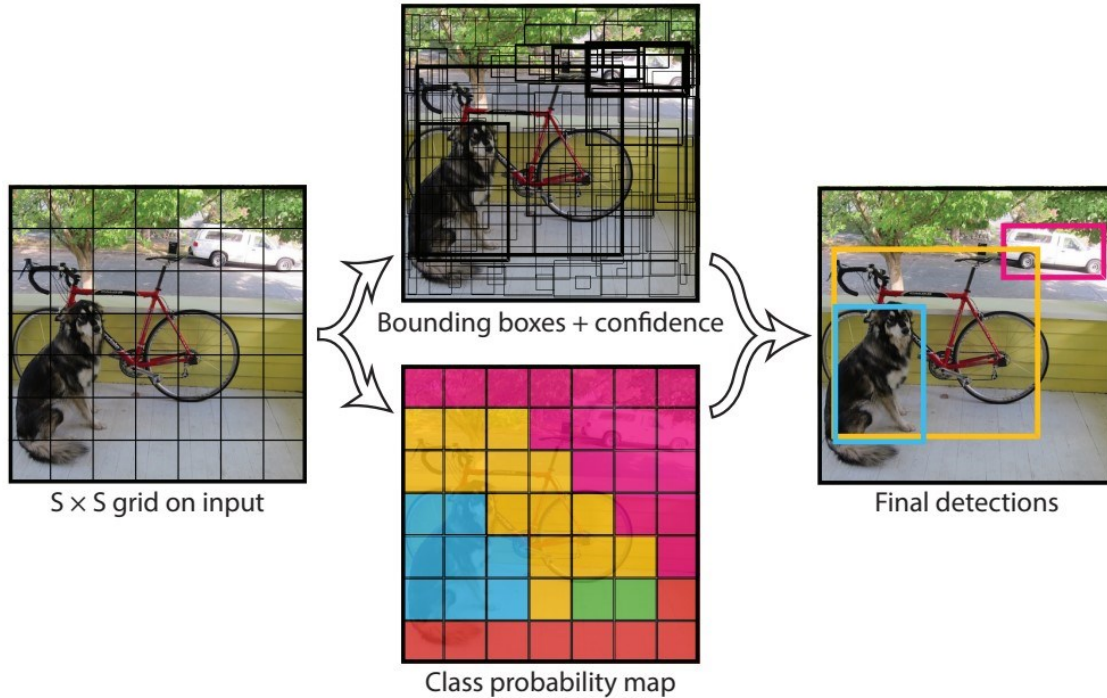 S × S grid on input
Bounding boxes + confidence
Class probability map
Final detections